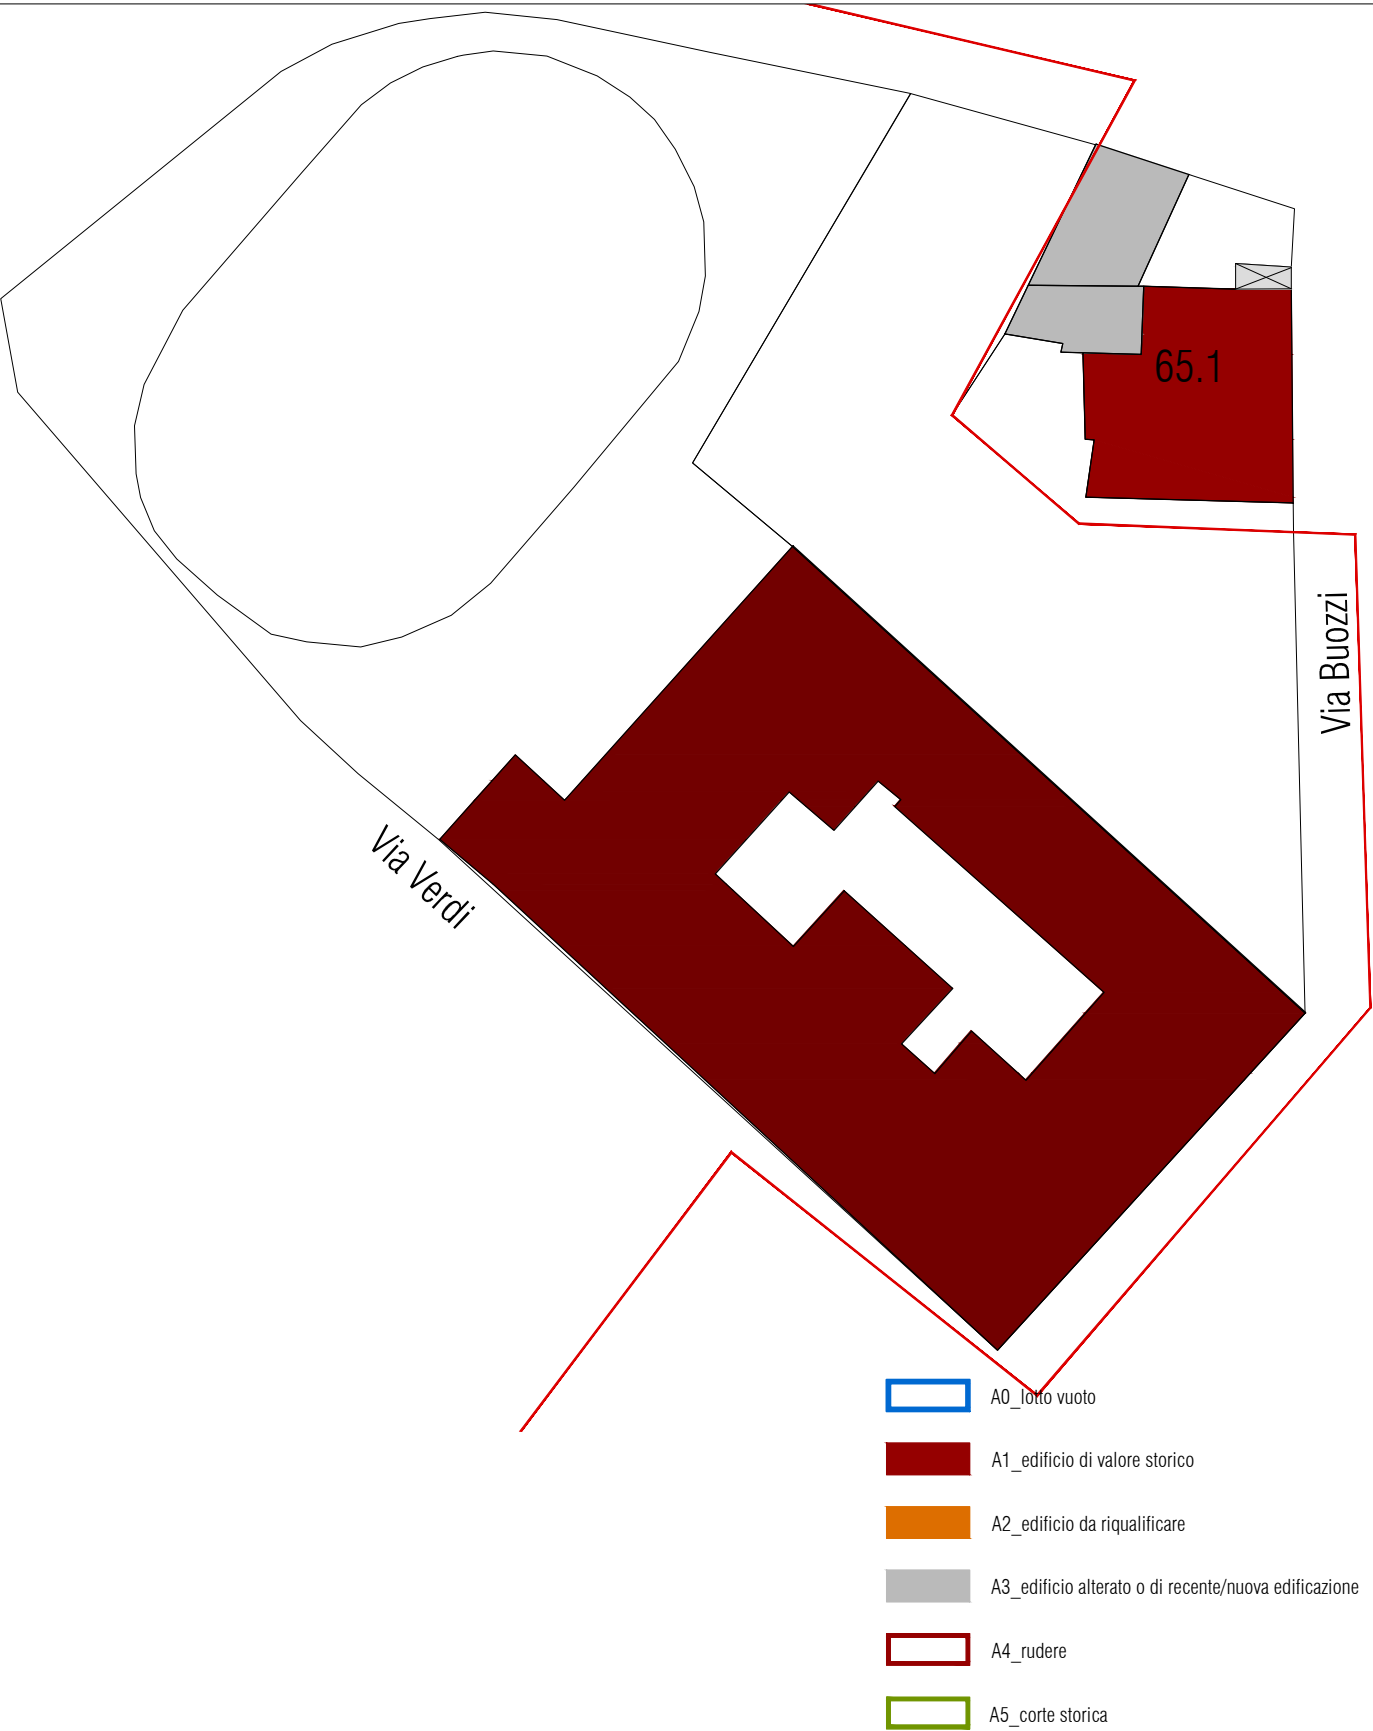 65.1
Via Buozzi
Via Verdi
A0_lotto vuoto
A1_edificio di valore storico
A2_edificio da riqualificare
A3_edificio alterato o di recente/nuova edificazione
A4_rudere
A5_corte storica